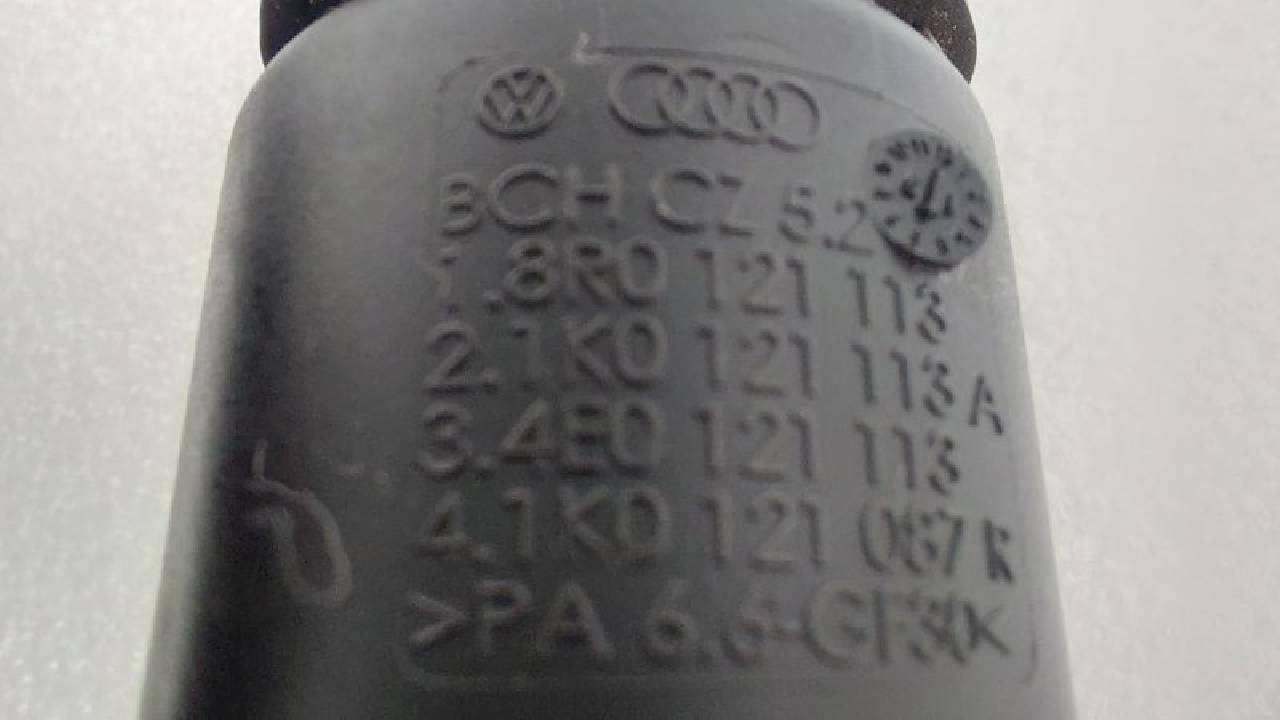 BCH CZ 5.2
1.8R0 121 113
2.1K0 121 113 A
3.4E0 121 113
4.1K0 121 087 R
>PA 6.6-GF30<